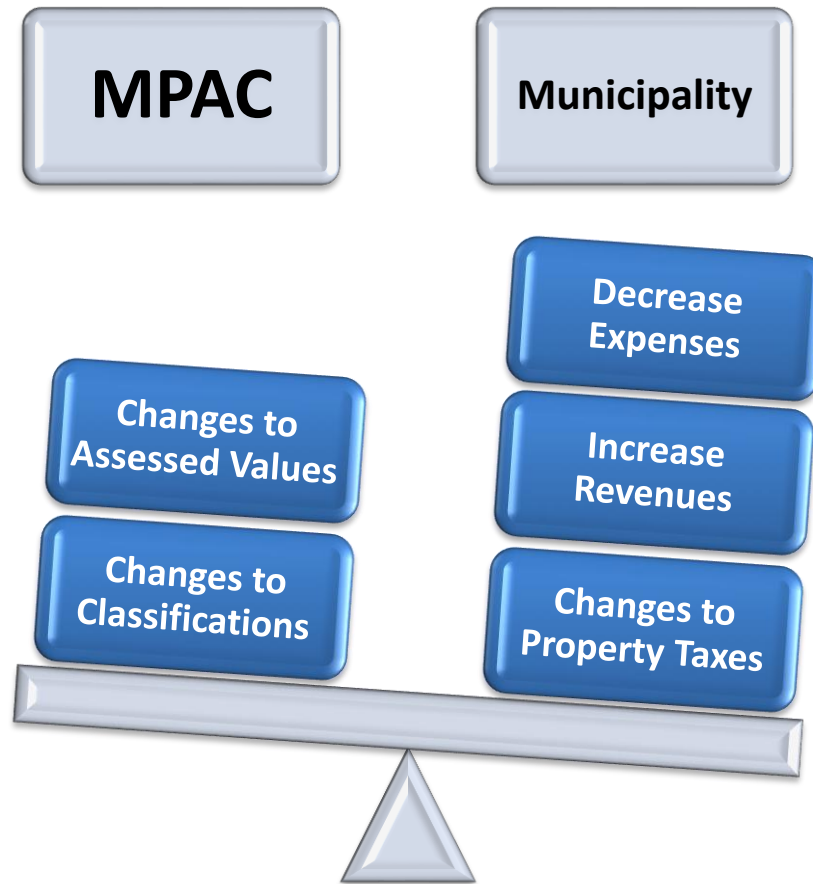 MPAC
Municipality
Decrease
Expenses
Changes to
Assessed Values
Increase
Revenues
Changes to
Classifications
Changes to
Property Taxes